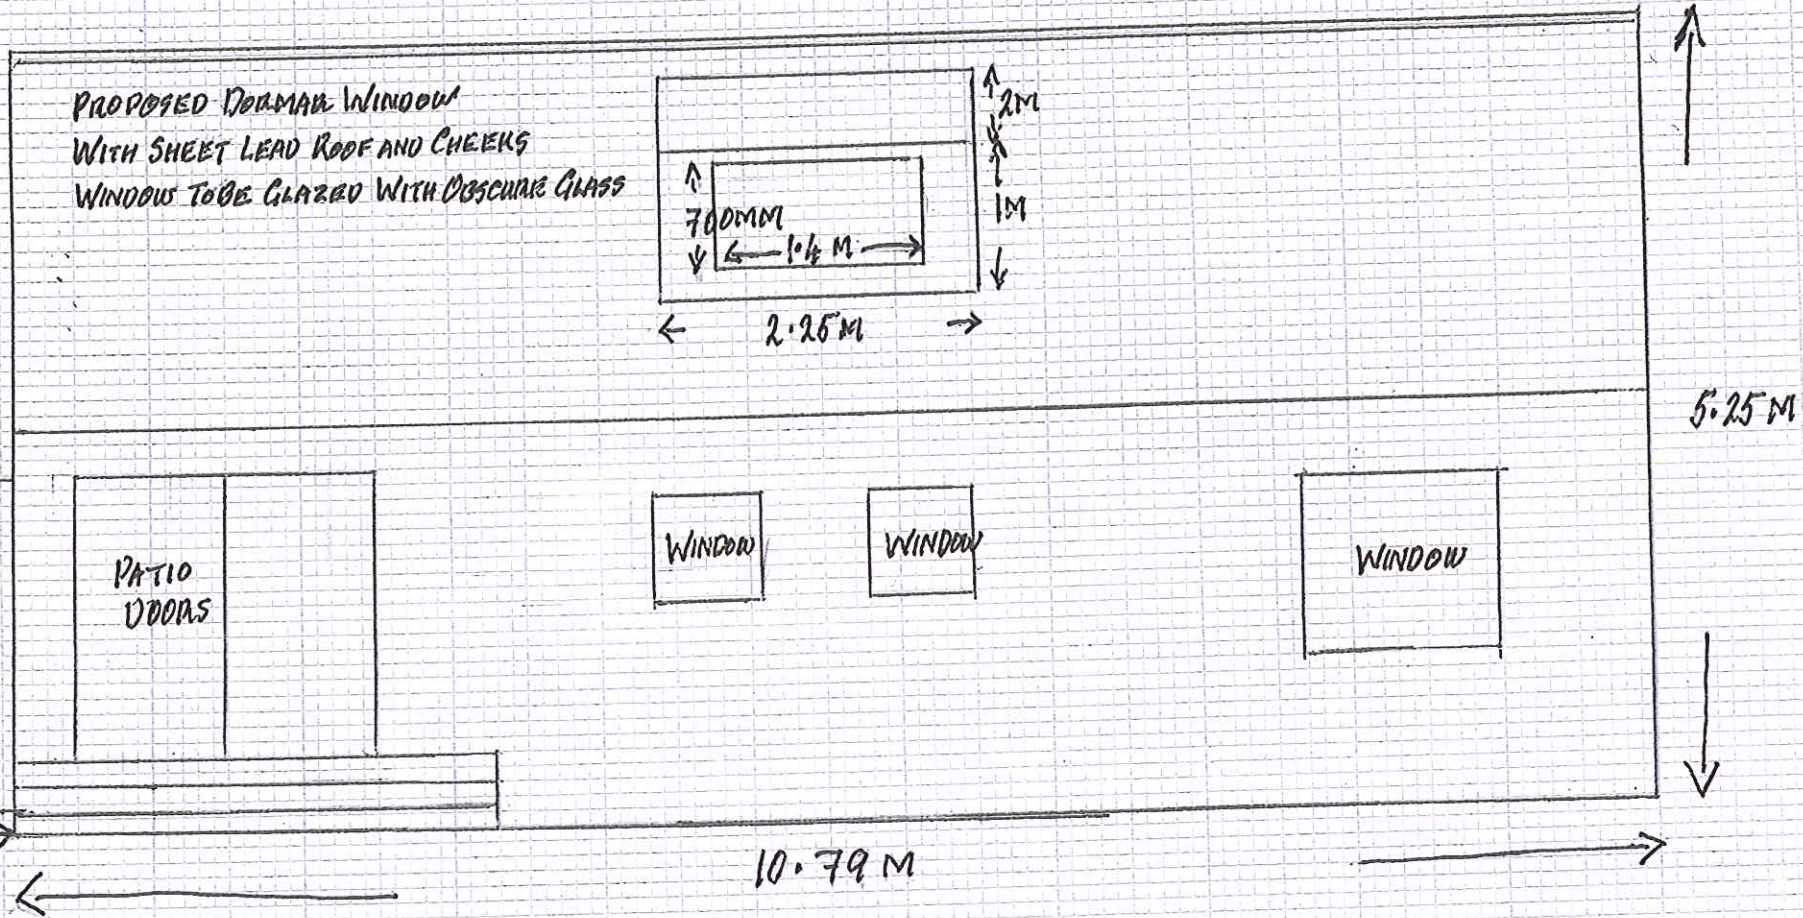 PROPOSED DORMAR WINDOW
WITH SHEET LEAD ROOF AND CHEEKS
WINDOW TO BE GLAZED WITH OBSCURE GLASS
2M
1M
700MM
1.4 M
2.25M
5.25 M
PATIO
DOORS
WINDOW
WINDOW
WINDOW
10.79 M